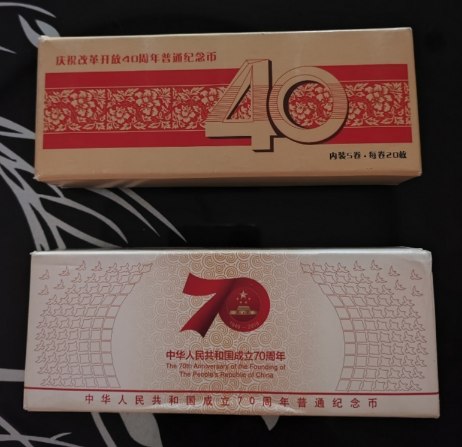 庆祝改革开放40周年普通纪念币
40
内装5卷·每卷20枚
70
1949-2019
中华人民共和国成立70周年
The 70th Anniversary of the Founding of
The People's Republic of China
中华人民共和国成立70周年普通纪念币